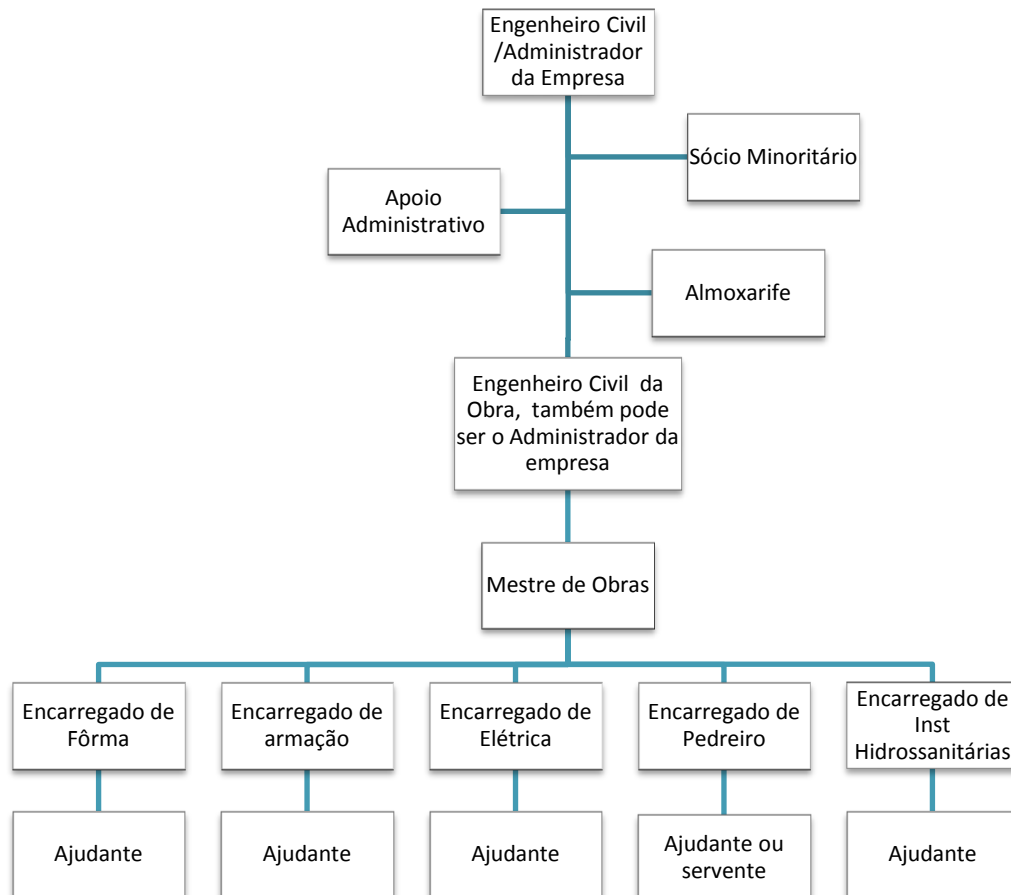 Engenheiro Civil
/Administrador
da Empresa
Sócio Minoritário
Apoio
Administrativo
Almoxarife
Engenheiro Civil da
Obra, também pode
ser o Administrador da
empresa
Mestre de Obras
Encarregado de
Fôrma
Encarregado de
armação
Encarregado de
Elétrica
Encarregado de
Pedreiro
Encarregado de
Inst
Hidrossanitárias
Ajudante
Ajudante
Ajudante
Ajudante ou
servente
Ajudante